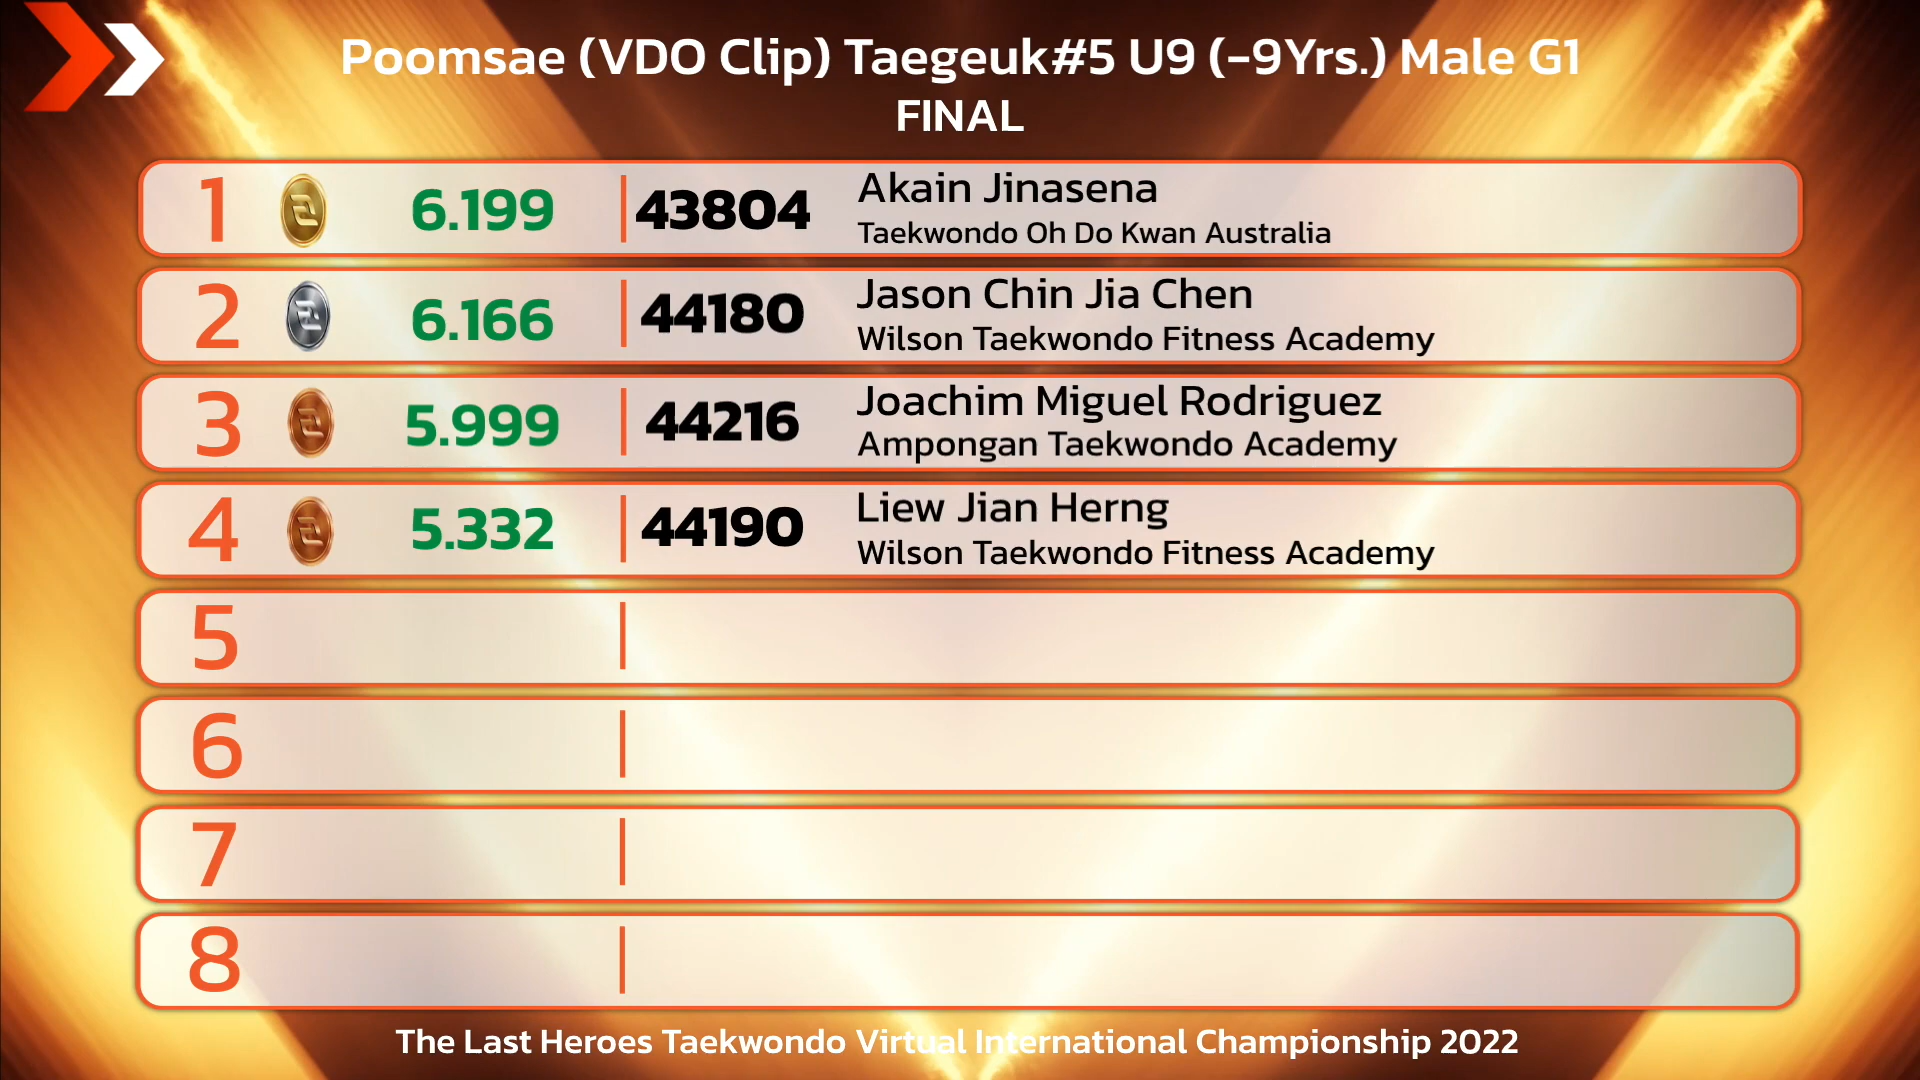 Poomsae (VDO Clip) Taegeuk#5 U9 (-9Yrs.) Male G1
FINAL
1 6.199 43804 Akain Jinasena
Taekwondo Oh Do Kwan Australia
2 6.166 44180 Jason Chin Jia Chen
Wilson Taekwondo Fitness Academy
3 5.999 44216 Joachim Miguel Rodriguez
Ampongan Taekwondo Academy
4 5.332 44190 Liew Jian Herng
Wilson Taekwondo Fitness Academy
5
6
7
8
The Last Heroes Taekwondo Virtual International Championship 2022